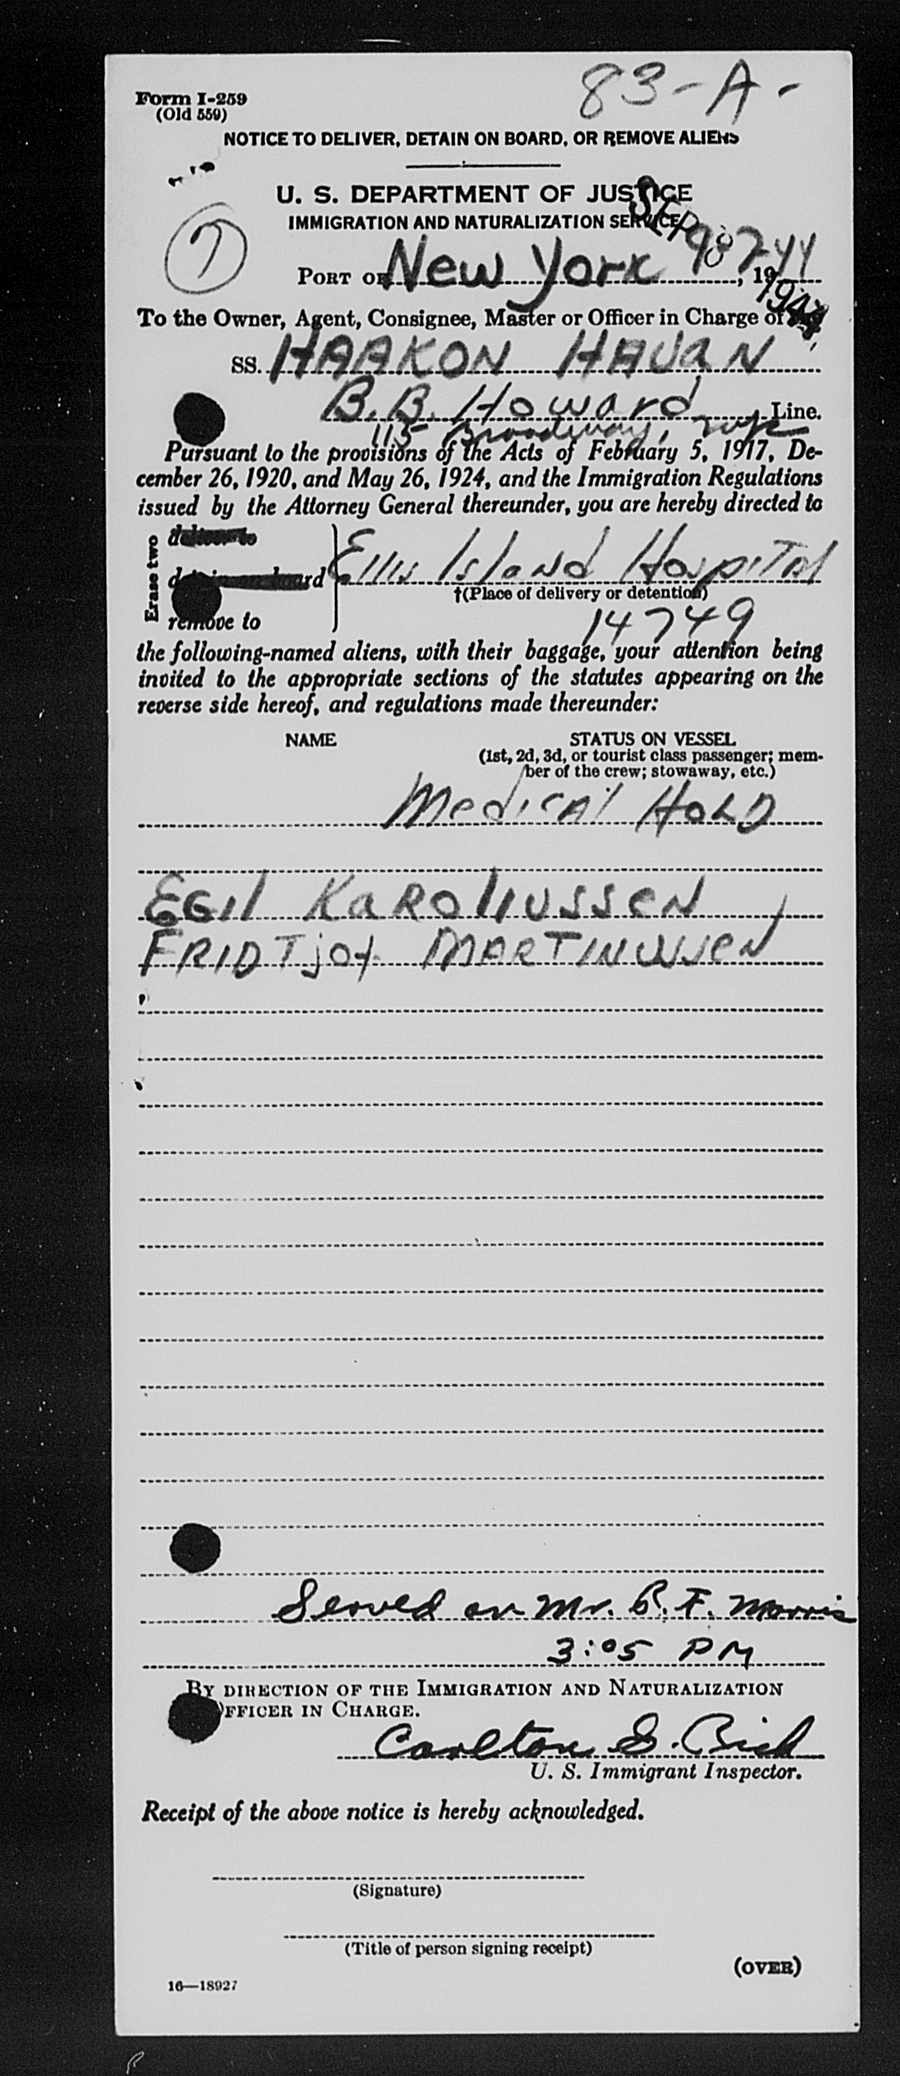 83-A-
Form I-259
(Old 559)
NOTICE TO DELIVER, DETAIN ON BOARD, OR REMOVE ALIENS
U. S. DEPARTMENT OF JUSTICE
IMMIGRATION AND NATURALIZATION SERVICE
SEP
PORT OF New York, 19 44
1944
To the Owner, Agent, Consignee, Master or Officer in Charge of the
SS. HAAKON HAUAN
B.B. Howard Line.
115 Broadway, NYC
Pursuant to the provisions of the Acts of February 5, 1917, De-
cember 26, 1920, and May 26, 1924, and the Immigration Regulations
issued by the Attorney General thereunder, you are hereby directed to
Erase two
deliver to
detain on board
remove to
Ellis Island Hospital
†(Place of delivery or detention)
14749
the following-named aliens, with their baggage, your attention being
invited to the appropriate sections of the statutes appearing on the
reverse side hereof, and regulations made thereunder:
NAME STATUS ON VESSEL
(1st, 2d, 3d, or tourist class passenger; mem-
ber of the crew; stowaway, etc.)
Medical HOLD
EGIL KAROLIUSSEN
FRIDTJOF MARTINUSSEN
Served on Mr. B. F. Morris
3:05 PM
BY DIRECTION OF THE IMMIGRATION AND NATURALIZATION
OFFICER IN CHARGE.
Carlton G. Bick
U. S. Immigrant Inspector.
Receipt of the above notice is hereby acknowledged.
(Signature)
(Title of person signing receipt)
(OVER)
16—18927